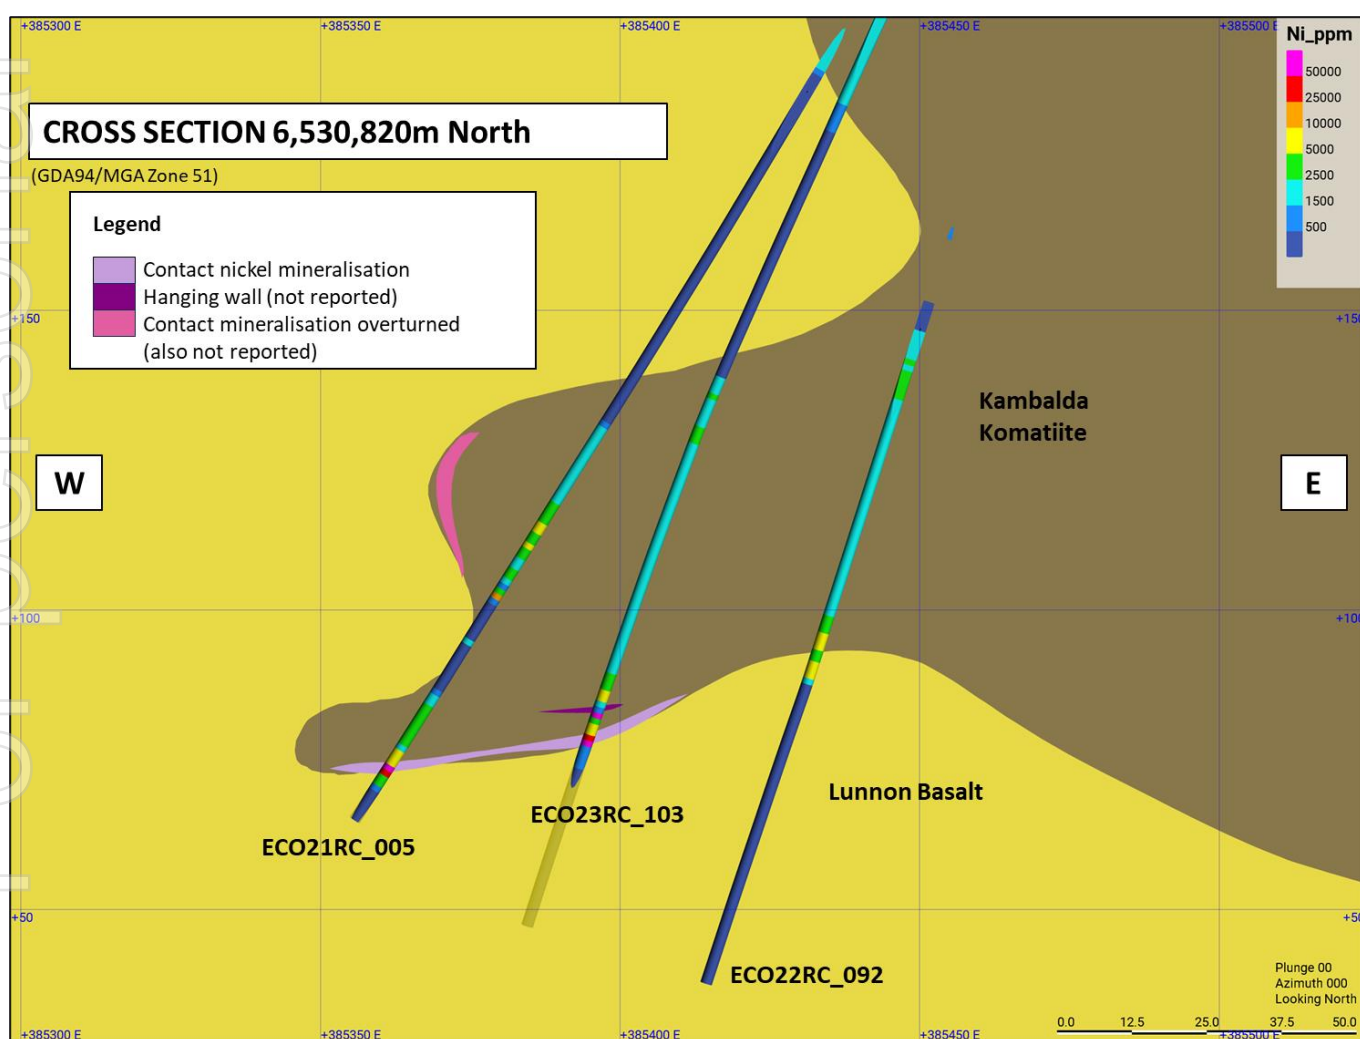 +385300 E +385350 E +385400 E +385450 E +385500 E
Ni_ppm
50000
25000
10000
5000
2500
1500
500
CROSS SECTION 6,530,820m North
(GDA94/MGA Zone 51)
Legend
Contact nickel mineralisation
Hanging wall (not reported)
Contact mineralisation overturned
(also not reported)
+150 +150
Kambalda
Komatiite
W E
+100 +100
Lunnon Basalt
ECO23RC_103
ECO21RC_005
+50 +50
ECO22RC_092
Plunge 00
Azimuth 000
Looking North
0.0 12.5 25.0 37.5 50.0
+385300 E +385350 E +385400 E +385450 E +385500 E